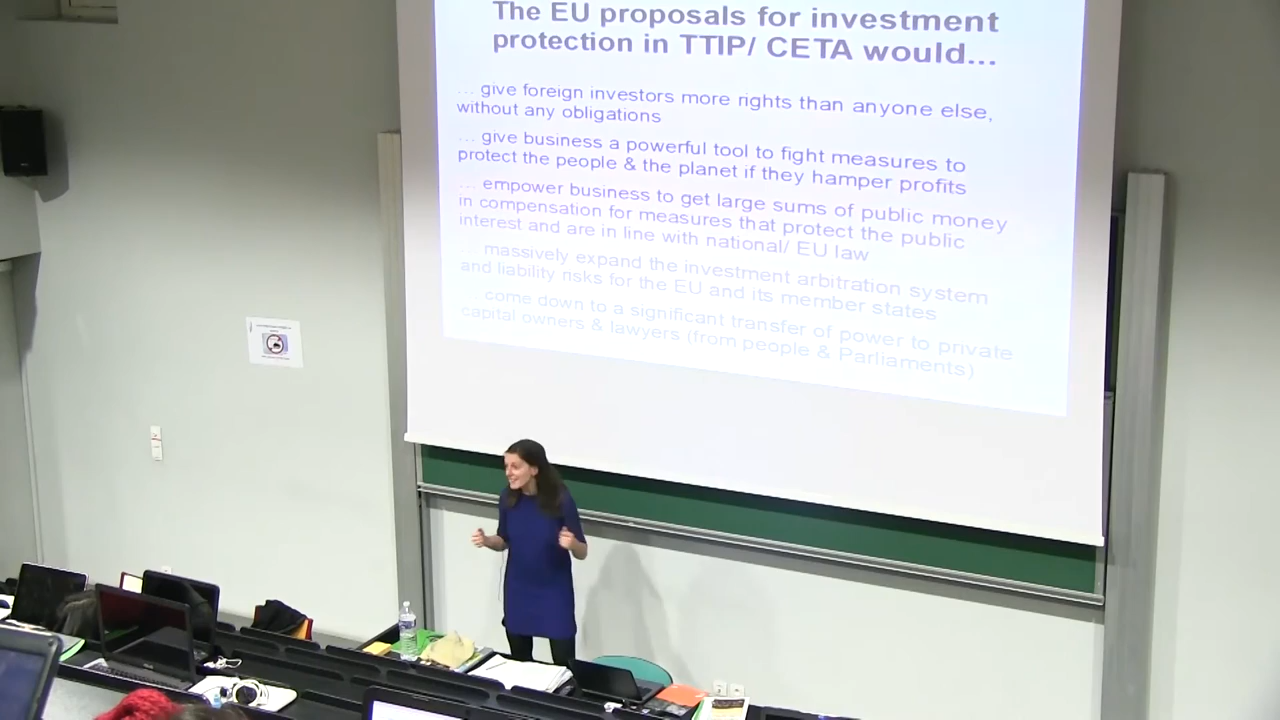 The EU proposals for investment
protection in TTIP/ CETA would...
... give foreign investors more rights than anyone else,
without any obligations
... give business a powerful tool to fight measures to
protect the people & the planet if they hamper profits
... empower business to get large sums of public money
in compensation for measures that protect the public
interest and are in line with national/ EU law
... massively expand the investment arbitration system
and liability risks for the EU and its member states
... come down to a significant transfer of power to private
capital owners & lawyers (from people & Parliaments)